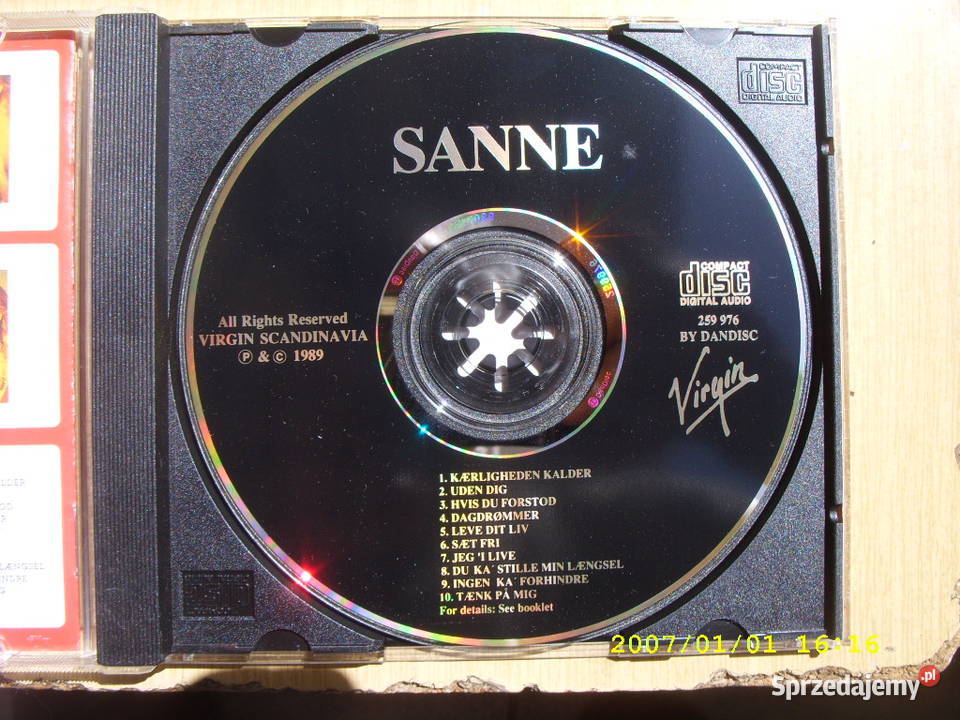 COMPACT
disc
DIGITAL AUDIO
SANNE
COMPACT
disc
DIGITAL AUDIO
259 976
BY DANDISC
Virgin
All Rights Reserved
VIRGIN SCANDINAVIA
Ⓟ & © 1989
1. KÆRLIGHEDEN KALDER
2. UDEN DIG
3. HVIS DU FORSTOD
4. DAGDRØMMER
5. LEVE DIT LIV
6. SÆT FRI
7. JEG 'I LIVE
8. DU KA´ STILLE MIN LÆNGSEL
9. INGEN KA´ FORHINDRE
10. TÆNK PÅ MIG
For details: See booklet
LÆNGSEL
2007/01/01 16:16
Sprzedajemy.pl